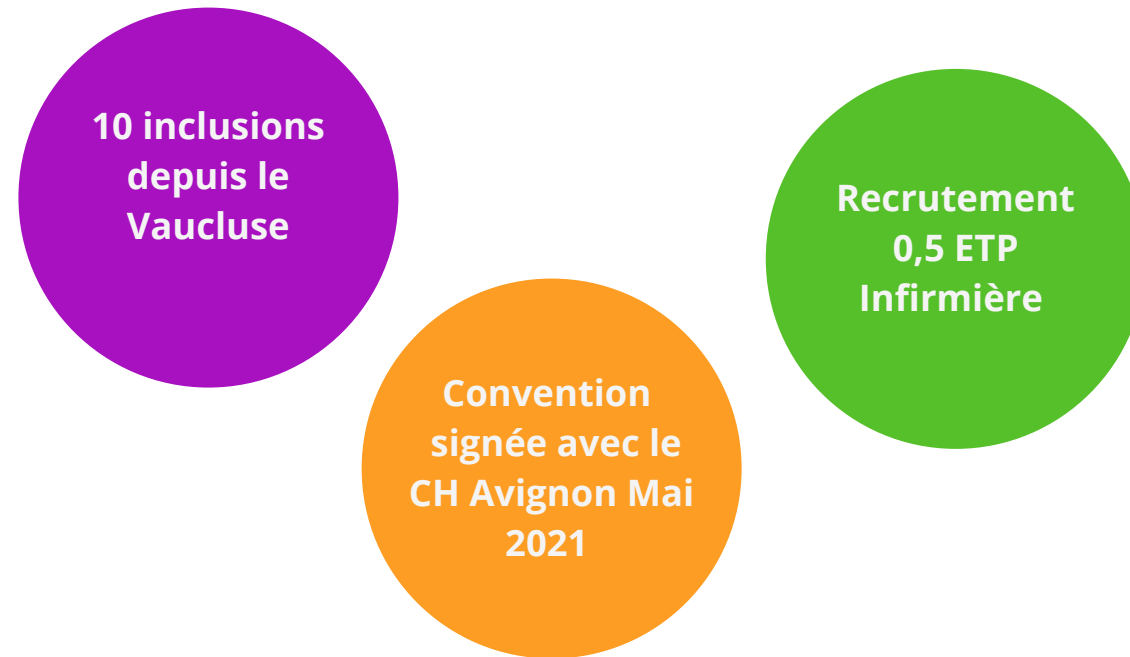 10 inclusions
depuis le
Vaucluse
Convention
signée avec le
CH Avignon Mai
2021
Recrutement
0,5 ETP
Infirmière